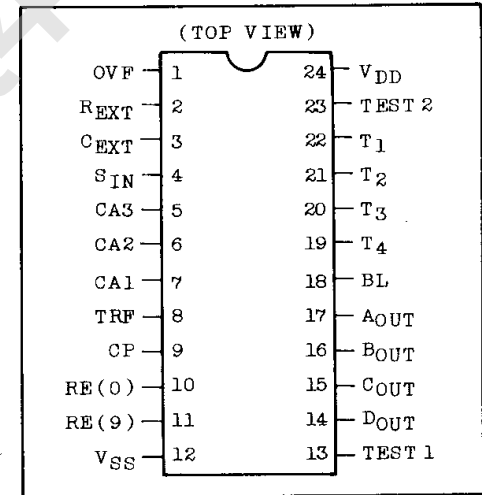 (TOP VIEW)
OVF 1 24 VDD
REXT 2 23 TEST 2
CEXT 3 22 T1
SIN 4 21 T2
CA3 5 20 T3
CA2 6 19 T4
CA1 7 18 BL
TRF 8 17 AOUT
CP 9 16 BOUT
RE(0) 10 15 COUT
RE(9) 11 14 DOUT
VSS 12 13 TEST 1